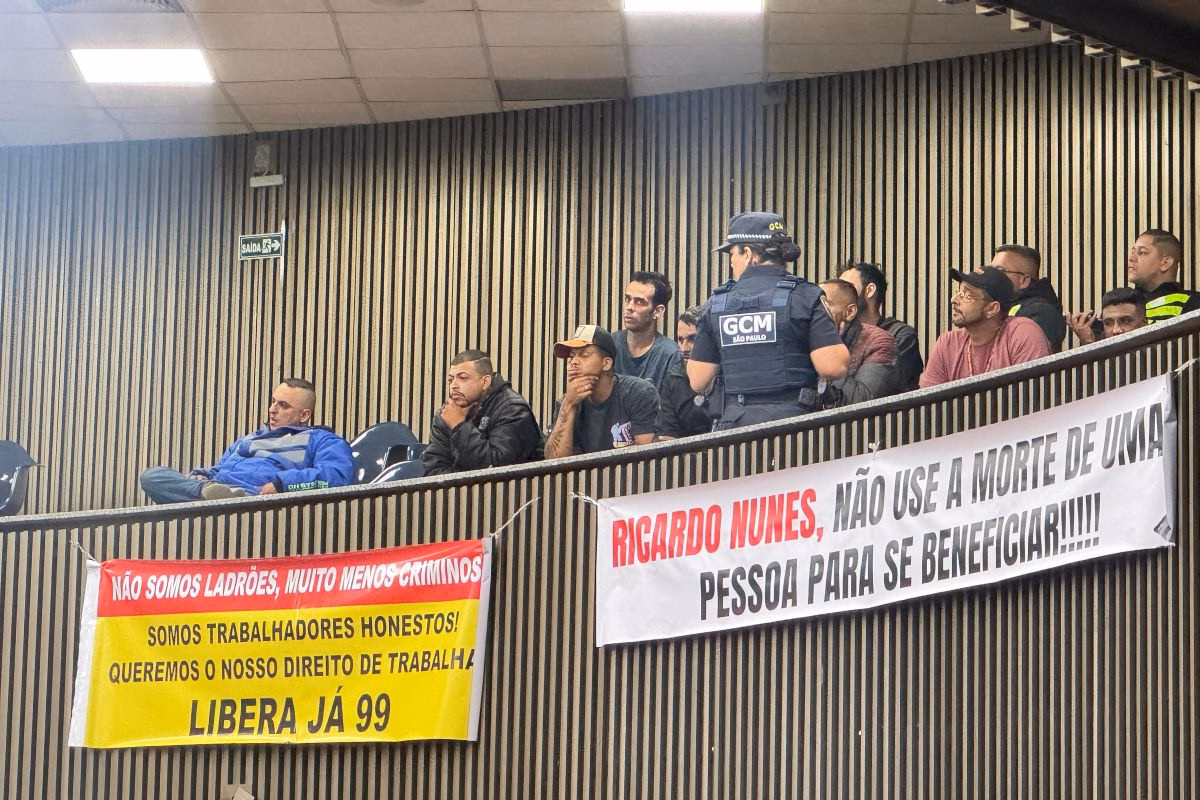 SAÍDA
GCM
GCM
SÃO PAULO
RICARDO NUNES, NÃO USE A MORTE DE UMA
PESSOA PARA SE BENEFICIAR!!!!!
NÃO SOMOS LADRÕES, MUITO MENOS CRIMINOS
SOMOS TRABALHADORES HONESTOS!
QUEREMOS O NOSSO DIREITO DE TRABALHA
LIBERA JÁ 99